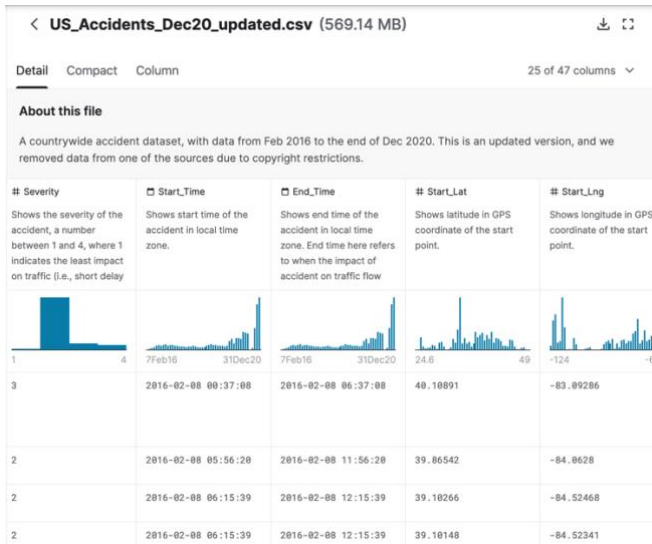 US_Accidents_Dec20_updated.csv (569.14 MB)
Detail Compact Column 25 of 47 columns
About this file
A countrywide accident dataset, with data from Feb 2016 to the end of Dec 2020. This is an updated version, and we
removed data from one of the sources due to copyright restrictions.
# Severity
Shows the severity of the
accident, a number
between 1 and 4, where 1
indicates the least impact
on traffic (i.e., short delay
Start_Time
Shows start time of the
accident in local time
zone.
End_Time
Shows end time of the
accident in local time
zone. End time here refers
to when the impact of
accident on traffic flow
# Start_Lat
Shows latitude in GPS
coordinate of the start
point.
# Start_Lng
Shows longitude in GPS
coordinate of the start
point.
1 4 7Feb16 31Dec20 7Feb16 31Dec20 24.6 49 -124
3 2016-02-08 00:37:08 2016-02-08 06:37:08 40.10891 -83.09286
2 2016-02-08 05:56:20 2016-02-08 11:56:20 39.86542 -84.0628
2 2016-02-08 06:15:39 2016-02-08 12:15:39 39.10266 -84.52468
2 2016-02-08 06:15:39 2016-02-08 12:15:39 39.10148 -84.52341